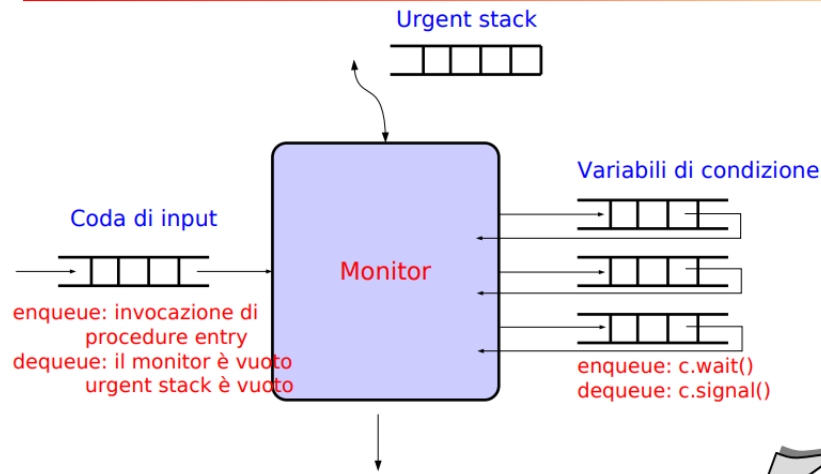 Urgent stack
Variabili di condizione
Coda di input
Monitor
enqueue: invocazione di
procedure entry
dequeue: il monitor è vuoto
urgent stack è vuoto
enqueue: c.wait()
dequeue: c.signal()